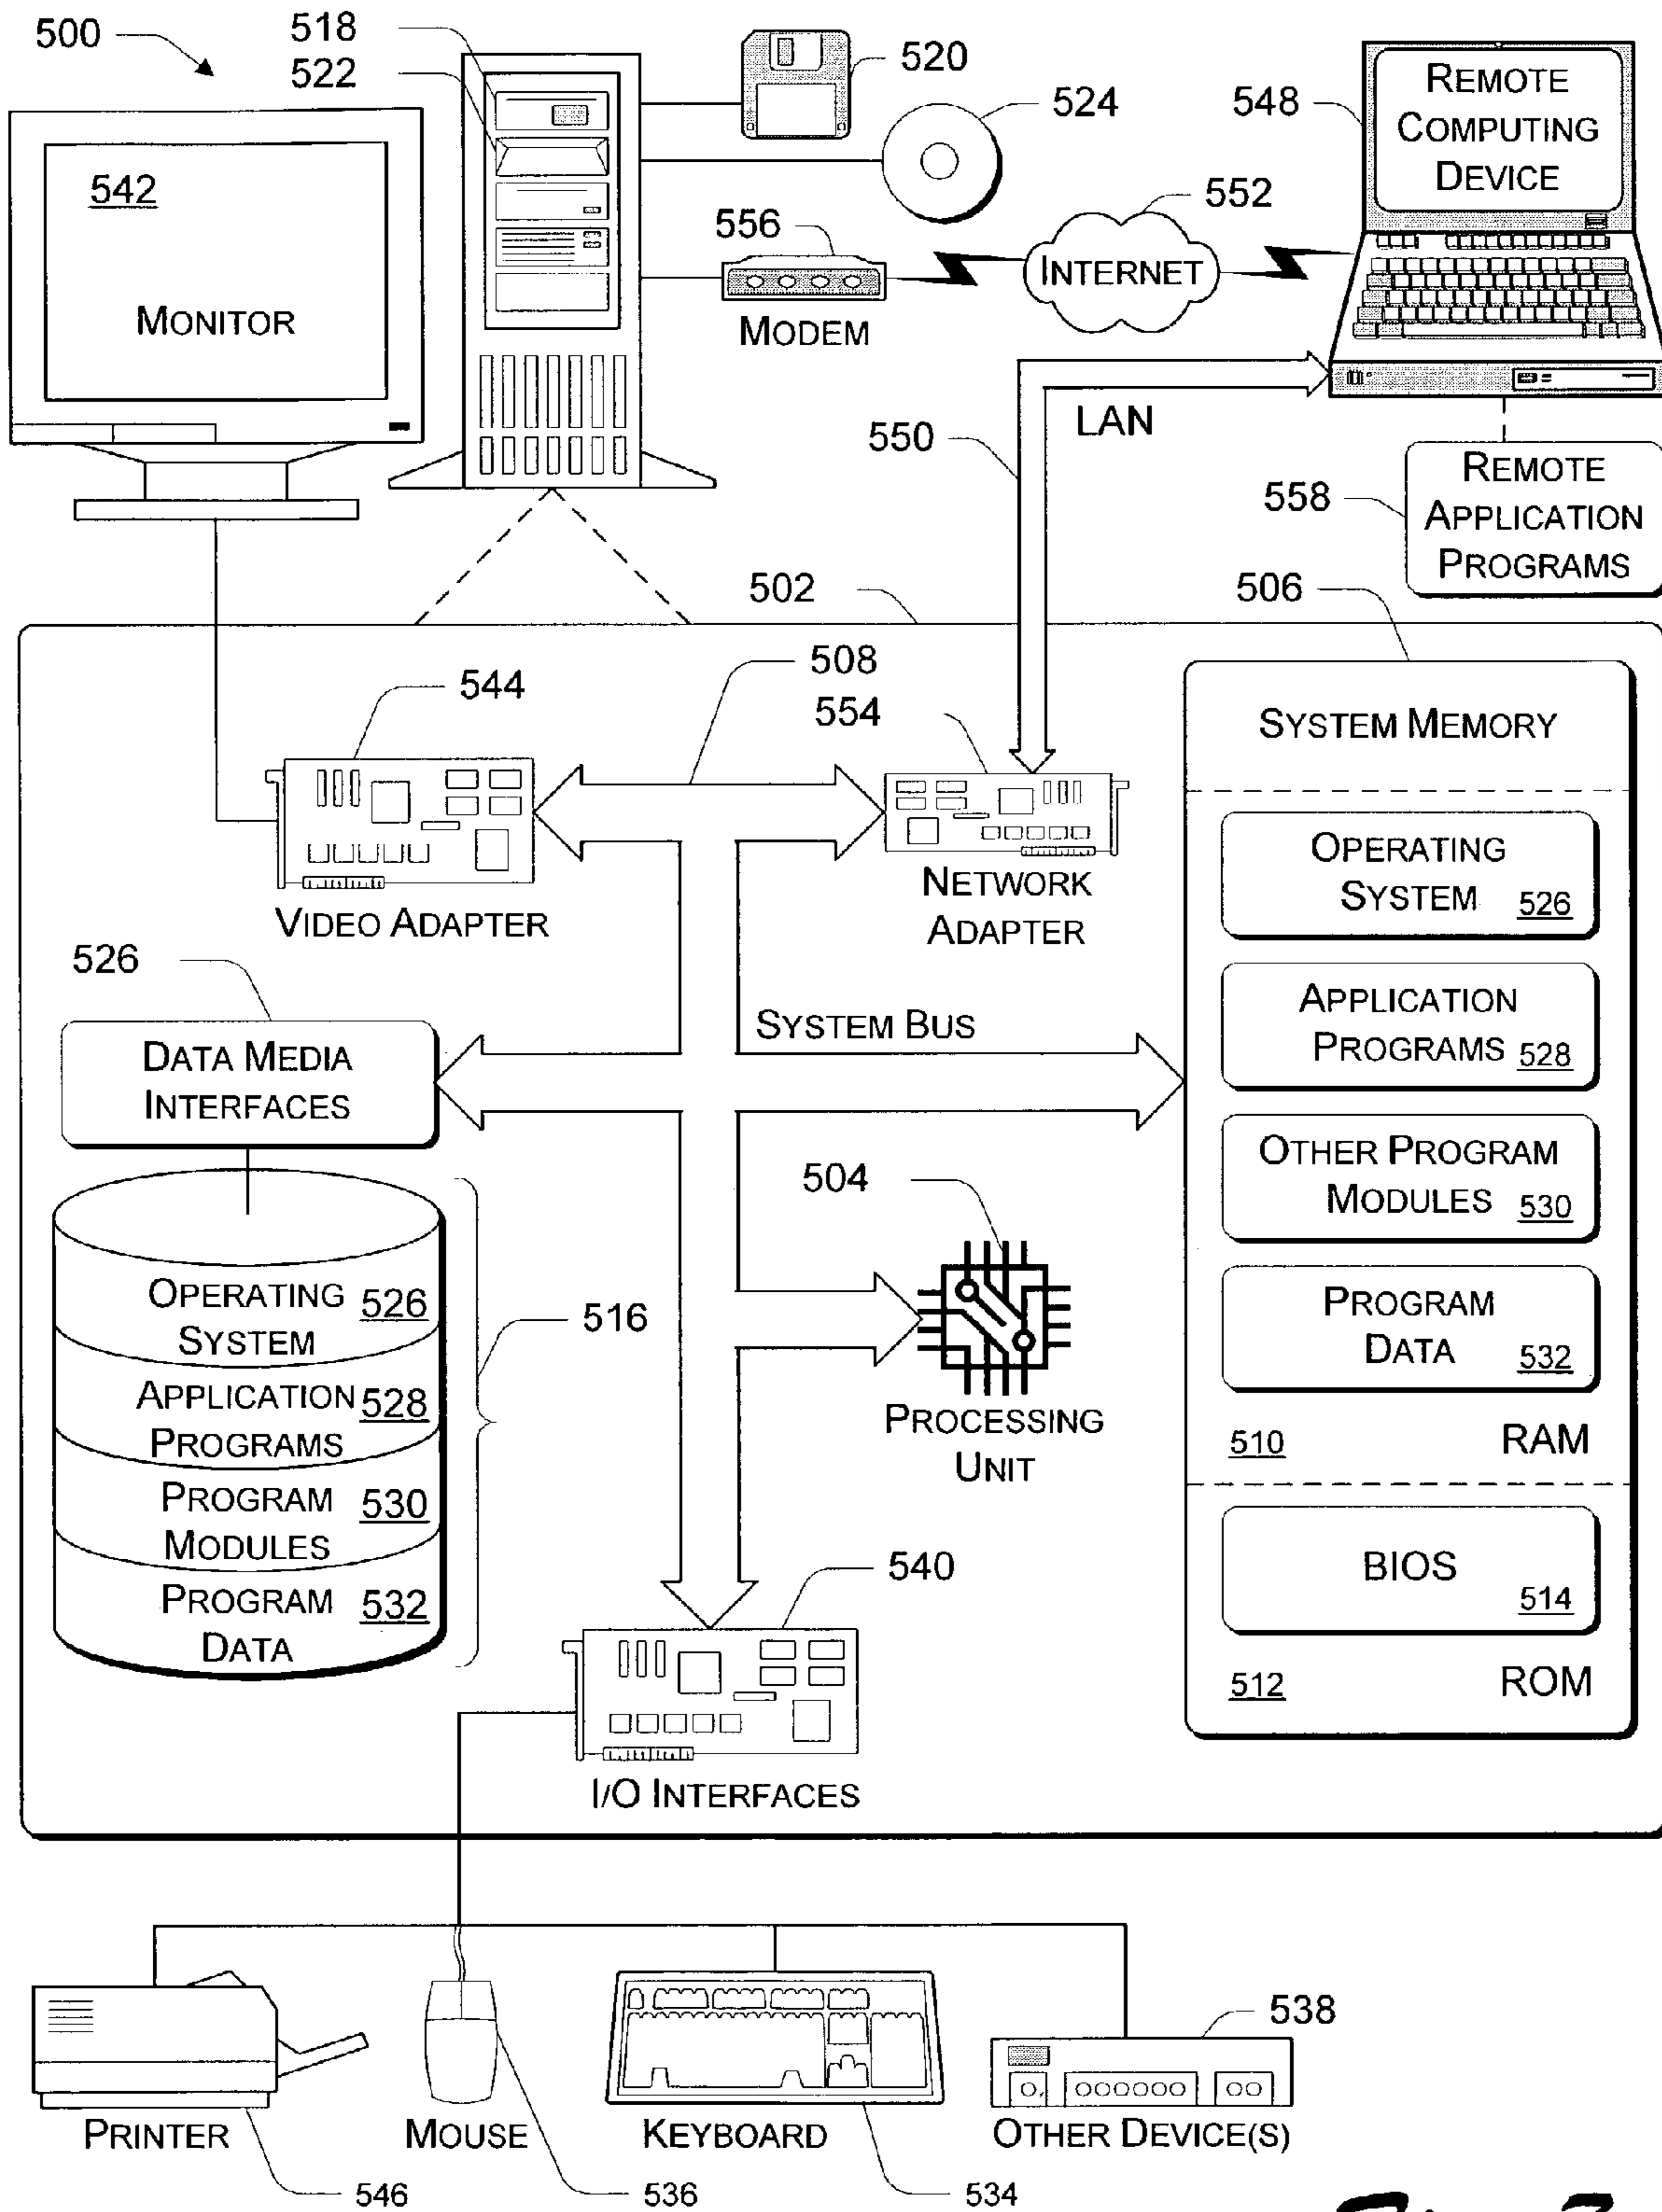 500
518
522
520
524
548
REMOTE
COMPUTING
DEVICE
542
MONITOR
556
MODEM
552
INTERNET
550
LAN
558
REMOTE
APPLICATION
PROGRAMS
502
506
508
544
554
VIDEO ADAPTER
NETWORK
ADAPTER
SYSTEM MEMORY
OPERATING
SYSTEM 526
APPLICATION
PROGRAMS 528
OTHER PROGRAM
MODULES 530
PROGRAM
DATA 532
510 RAM
BIOS
514
512 ROM
526
DATA MEDIA
INTERFACES
SYSTEM BUS
504
PROCESSING
UNIT
OPERATING 526
SYSTEM
APPLICATION 528
PROGRAMS
PROGRAM 530
MODULES
PROGRAM 532
DATA
516
540
I/O INTERFACES
PRINTER
546
MOUSE
536
KEYBOARD
534
538
OTHER DEVICE(S)